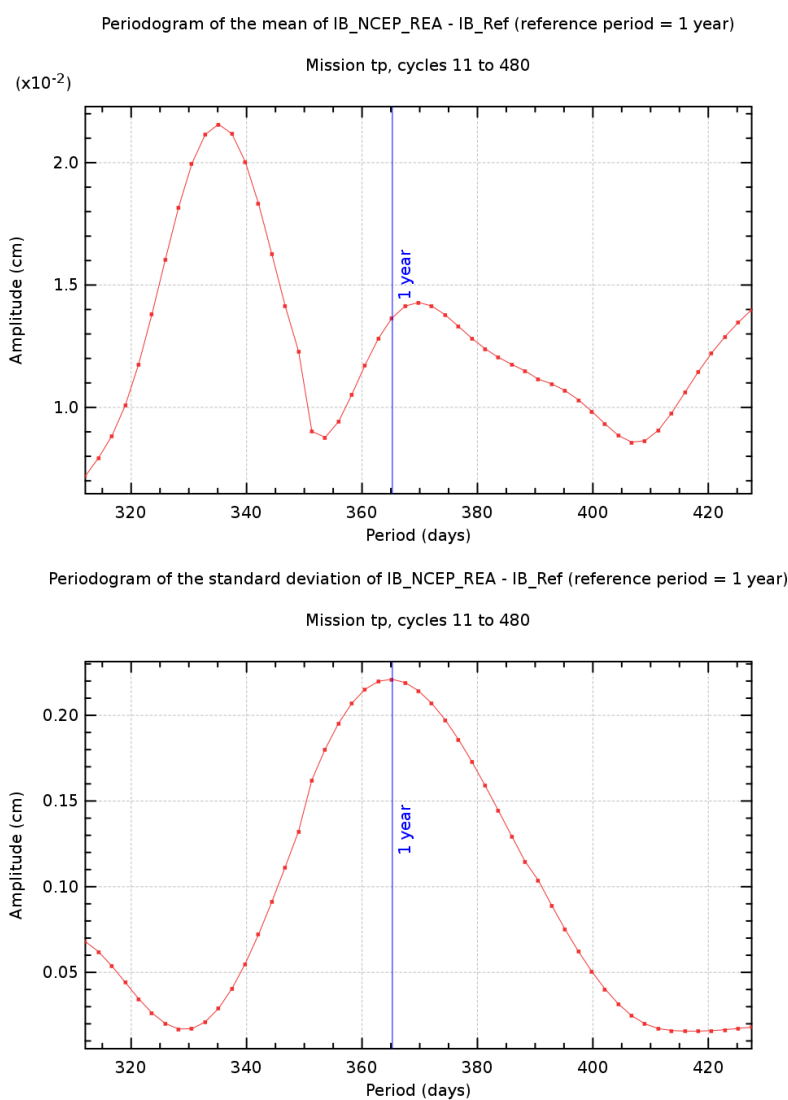 Periodogram of the mean of IB_NCEP_REA - IB_Ref (reference period = 1 year)
Mission tp, cycles 11 to 480
(x10-2)
2.0
1.5
1.0
Amplitude (cm)
1 year
320 340 360 380 400 420
Period (days)
Periodogram of the standard deviation of IB_NCEP_REA - IB_Ref (reference period = 1 year)
Mission tp, cycles 11 to 480
0.20
0.15
0.10
0.05
Amplitude (cm)
1 year
320 340 360 380 400 420
Period (days)